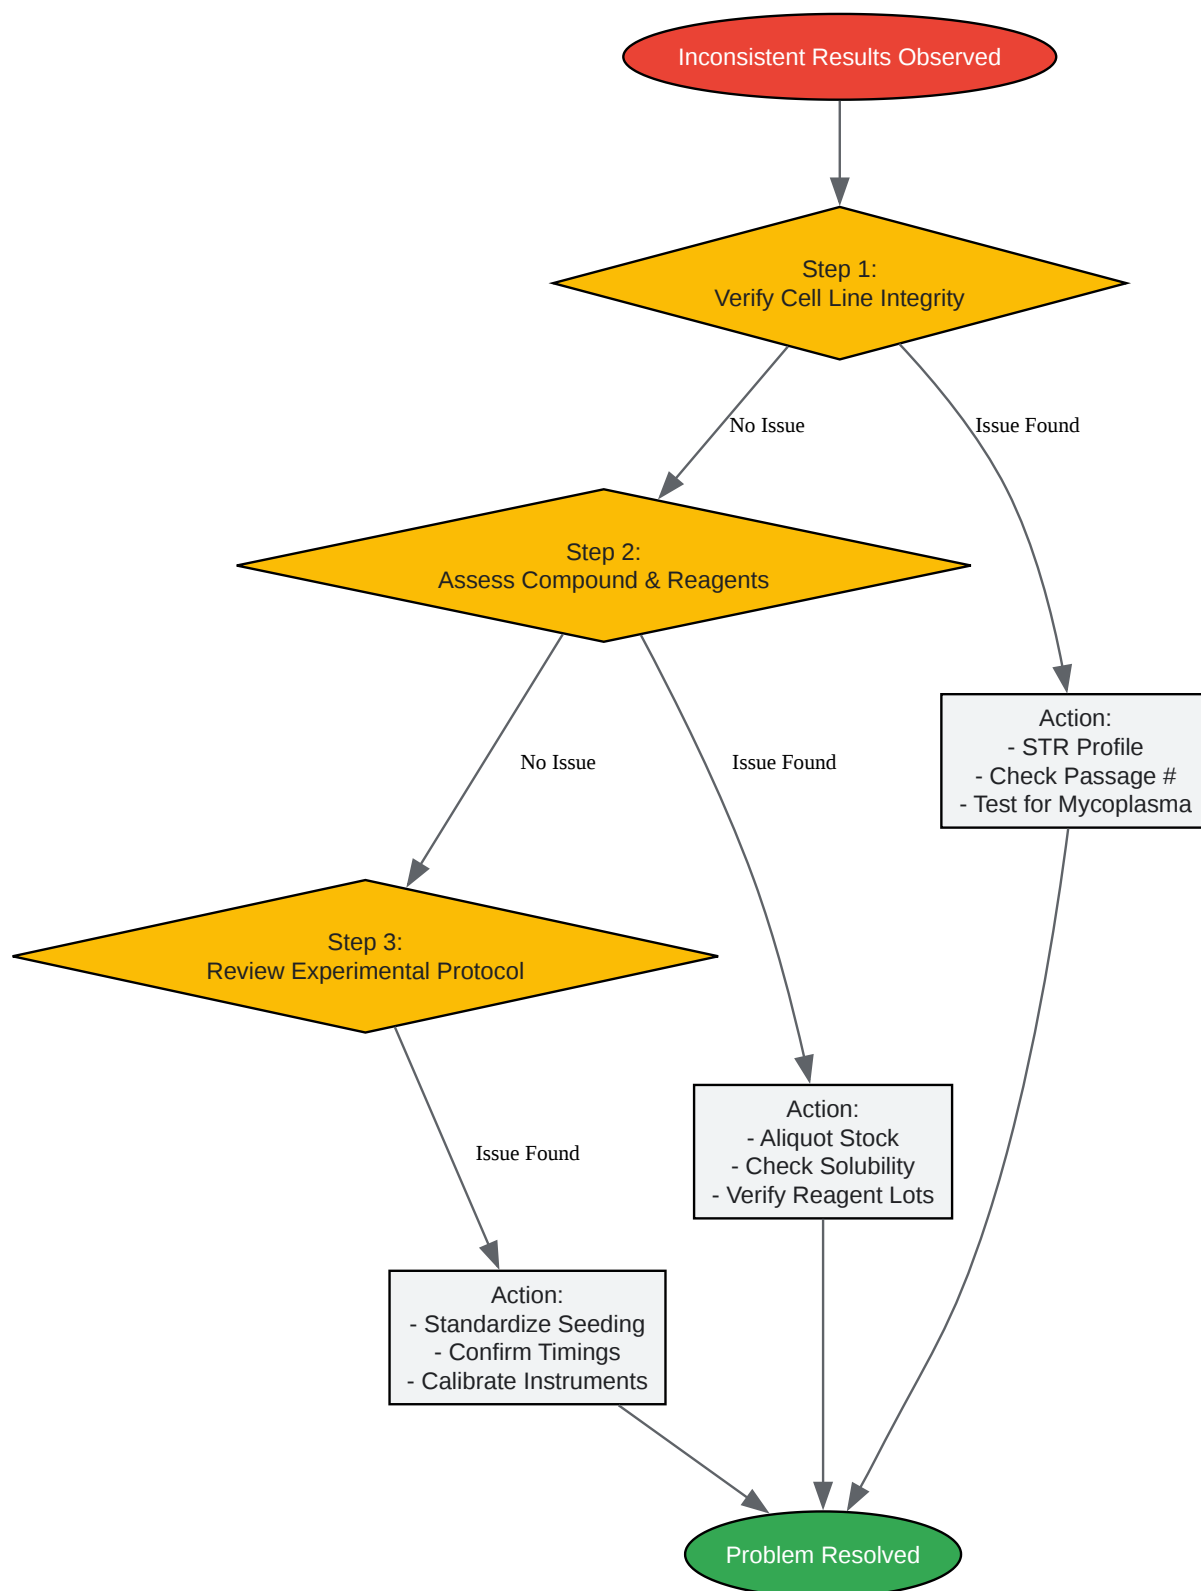 Inconsistent Results Observed
Step 1:
Verify Cell Line Integrity
No Issue
Issue Found
Step 2:
Assess Compound & Reagents
No Issue
Issue Found
Action:
- STR Profile
- Check Passage #
- Test for Mycoplasma
Step 3:
Review Experimental Protocol
Issue Found
Action:
- Aliquot Stock
- Check Solubility
- Verify Reagent Lots
Action:
- Standardize Seeding
- Confirm Timings
- Calibrate Instruments
Problem Resolved